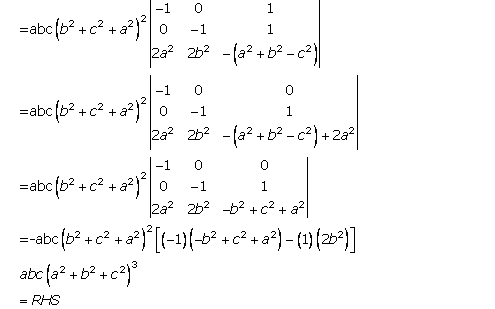 =abc(b² + c² + a²)² |−1 0 1|
|0 −1 1|
|2a² 2b² −(a² + b² − c²)|
=abc(b² + c² + a²)² |−1 0 0|
|0 −1 1|
|2a² 2b² −(a² + b² − c²) + 2a²|
=abc(b² + c² + a²)² |−1 0 0|
|0 −1 1|
|2a² 2b² −b² + c² + a²|
=-abc(b² + c² + a²)²[(−1)(−b² + c² + a²) − (1)(2b²)]
abc(a² + b² + c²)³
= RHS